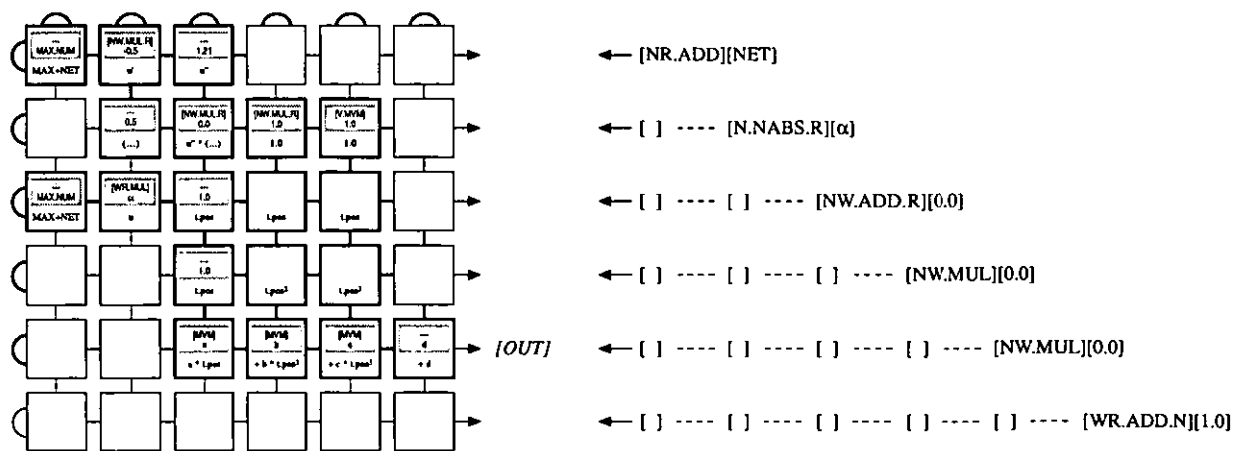 --- [NW.MUL.R] ---
MAX.NUM -0.5 1.21
MAX+NET
← [NR.ADD][NET]
--- [NW.MUL.R] [NW.MUL.R] [V.MVM]
0.5 0.0 1.0 1.0
(...) 1.0 1.0
← [ ] ---- [N.NABS.R][α]
--- [WR.MUL] ---
MAX.NUM α 1.0
MAX+NET u t.pos t.pos t.pos
← [ ] ---- [ ] ---- [NW.ADD.R][0.0]
---
1.0
t.pos t.pos² t.pos³
← [ ] ---- [ ] ---- [ ] ---- [NW.MUL][0.0]
[MVM] [MVM] [MVM] ---
b d
+ b * t.pos² + d
[OUT] ← [ ] ---- [ ] ---- [ ] ---- [ ] ---- [NW.MUL][0.0]
← [ ] ---- [ ] ---- [ ] ---- [ ] ---- [ ] ---- [WR.ADD.N][1.0]